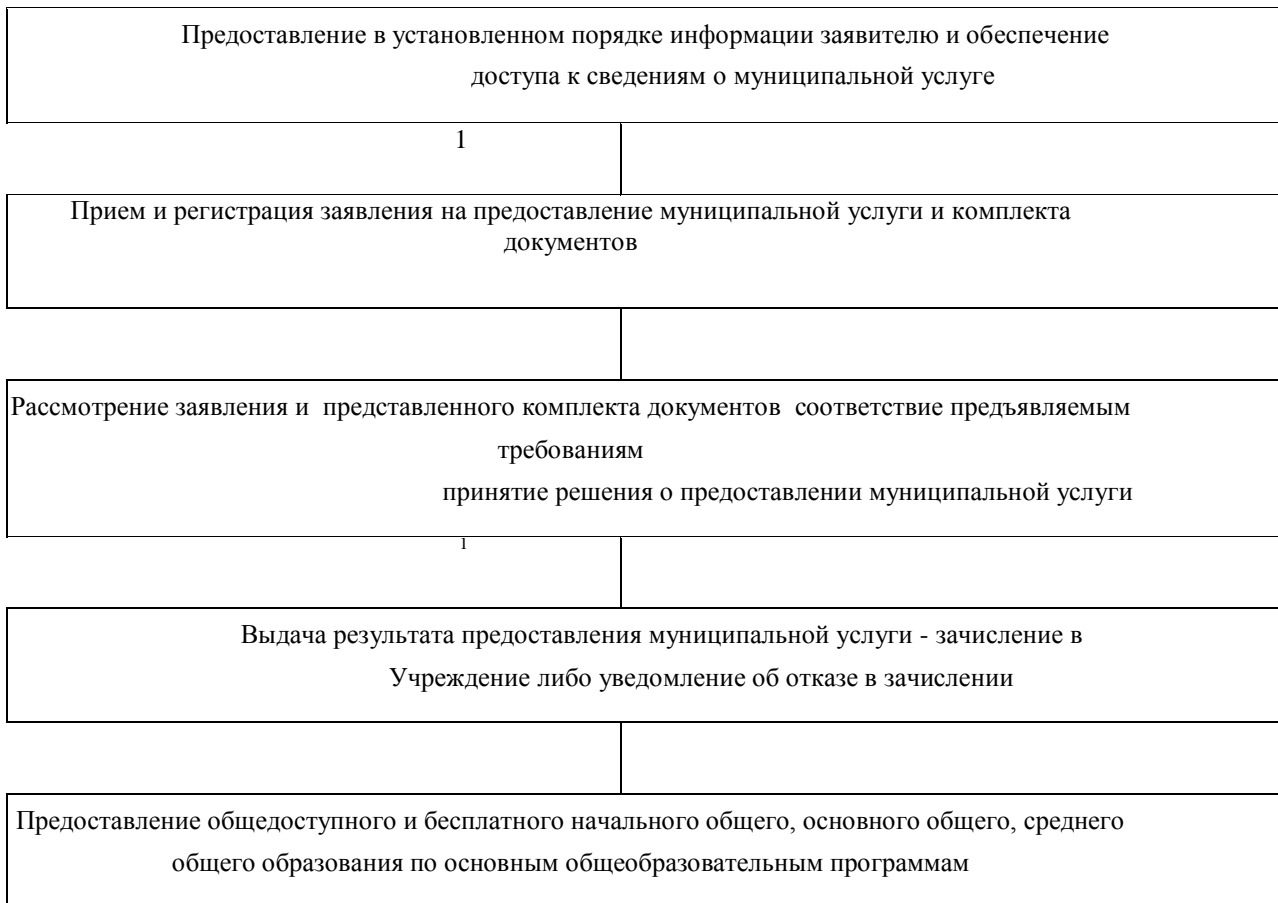 Предоставление в установленном порядке информации заявителю и обеспечение
доступа к сведениям о муниципальной услуге
1
Прием и регистрация заявления на предоставление муниципальной услуги и комплекта
документов
Рассмотрение заявления и представленного комплекта документов соответствие предъявляемым
требованиям
принятие решения о предоставлении муниципальной услуги
1
Выдача результата предоставления муниципальной услуги - зачисление в
Учреждение либо уведомление об отказе в зачислении
Предоставление общедоступного и бесплатного начального общего, основного общего, среднего
общего образования по основным общеобразовательным программам